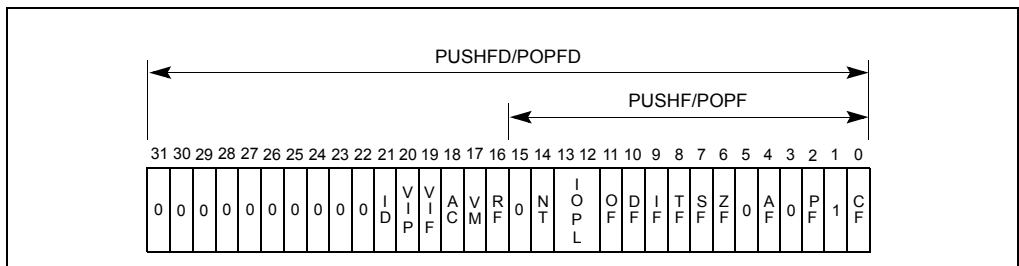 PUSHFD/POPFD
PUSHF/POPF
31 30 29 28 27 26 25 24 23 22 21 20 19 18 17 16 15 14 13 12 11 10 9 8 7 6 5 4 3 2 1 0
0 0 0 0 0 0 0 0 0 0 ID VIP VIF AC VM RF 0 NT IOPL OF DF IF TF SF ZF 0 AF 0 PF 1 CF